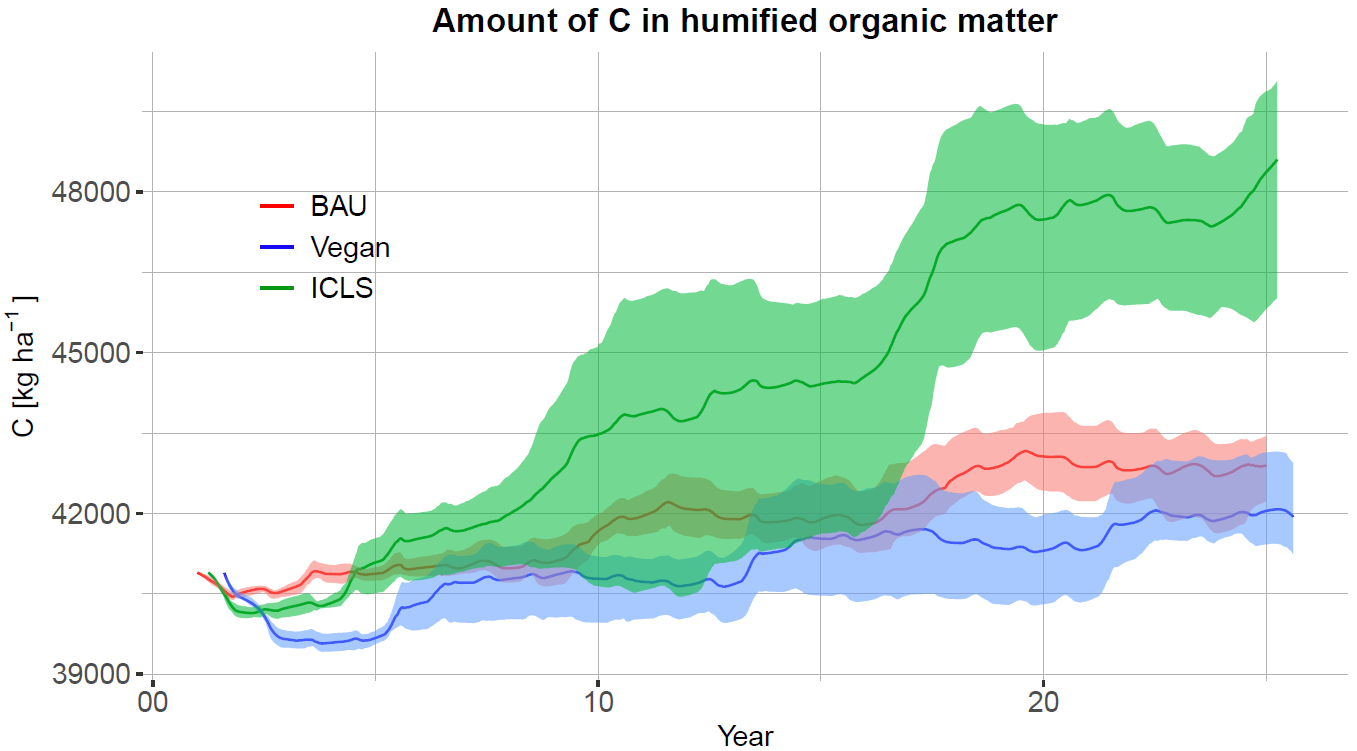 Amount of C in humified organic matter
C [kg ha⁻¹ ]
48000
45000
42000
39000
BAU
Vegan
ICLS
00 10 20
Year